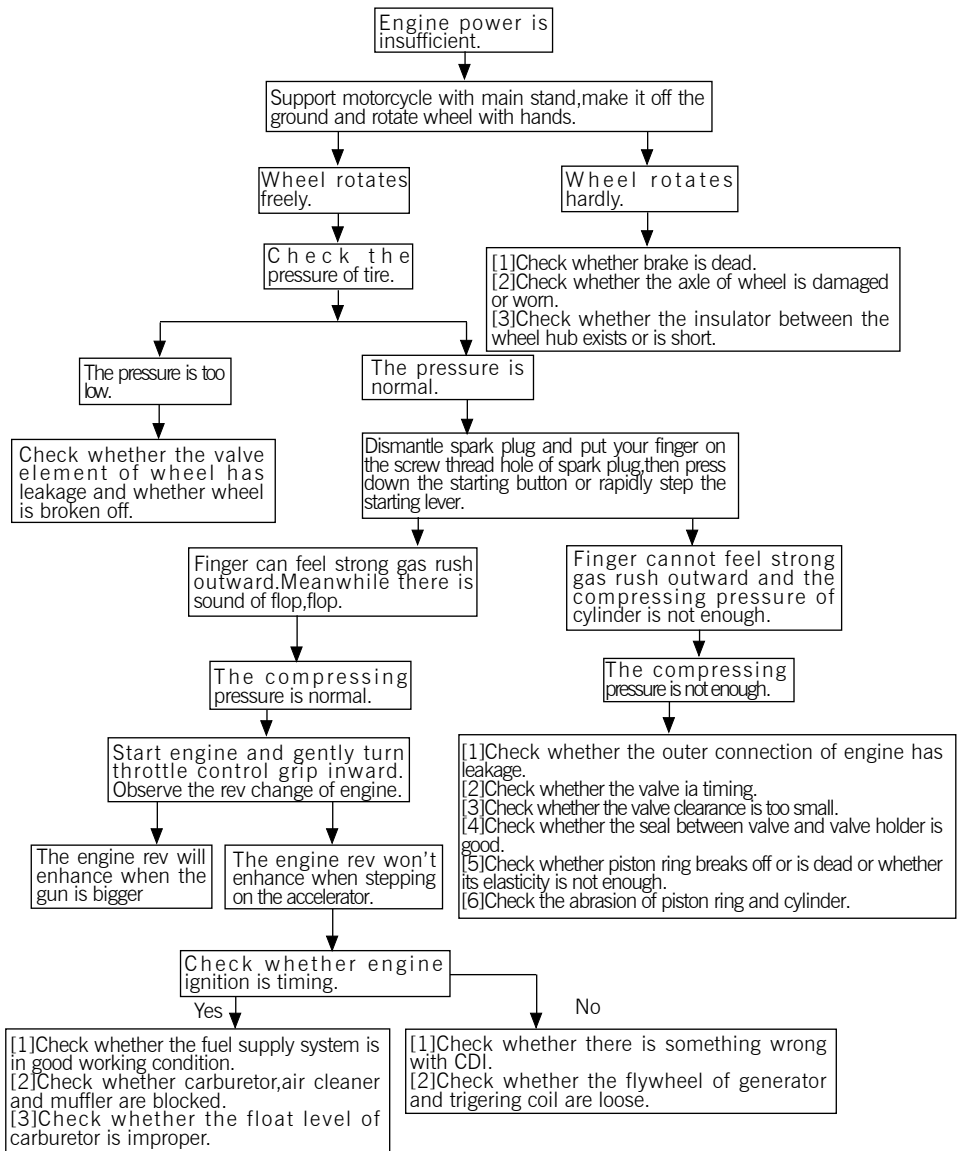 Engine power is
insufficient.
Support motorcycle with main stand,make it off the
ground and rotate wheel with hands.
Wheel rotates
freely.
Wheel rotates
hardly.
Check the
pressure of tire.
[1]Check whether brake is dead.
[2]Check whether the axle of wheel is damaged
or worn.
[3]Check whether the insulator between the
wheel hub exists or is short.
The pressure is too
low.
The pressure is
normal.
Check whether the valve
element of wheel has
leakage and whether wheel
is broken off.
Dismantle spark plug and put your finger on
the screw thread hole of spark plug,then press
down the starting button or rapidly step the
starting lever.
Finger can feel strong gas rush
outward.Meanwhile there is
sound of flop,flop.
Finger cannot feel strong
gas rush outward and the
compressing pressure of
cylinder is not enough.
The compressing
pressure is normal.
The compressing
pressure is not enough.
Start engine and gently turn
throttle control grip inward.
Observe the rev change of engine.
[1]Check whether the outer connection of engine has
leakage.
[2]Check whether the valve ia timing.
[3]Check whether the valve clearance is too small.
[4]Check whether the seal between valve and valve holder is
good.
[5]Check whether piston ring breaks off or is dead or whether
its elasticity is not enough.
[6]Check the abrasion of piston ring and cylinder.
The engine rev will
enhance when the
gun is bigger
The engine rev won't
enhance when stepping
on the accelerator.
Check whether engine
ignition is timing.
Yes
No
[1]Check whether the fuel supply system is
in good working condition.
[2]Check whether carburetor,air cleaner
and muffler are blocked.
[3]Check whether the float level of
carburetor is improper.
[1]Check whether there is something wrong
with CDI.
[2]Check whether the flywheel of generator
and trigering coil are loose.